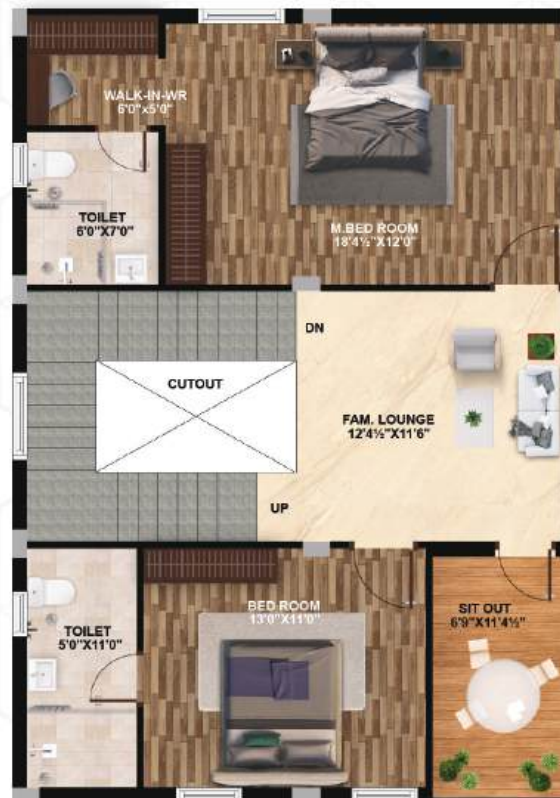 WALK-IN-WR
6'0"x5'0"
TOILET
6'0"X7'0"
M.BED ROOM
18'4½"X12'0"
DN
CUTOUT
FAM. LOUNGE
12'4½"X11'6"
UP
BED ROOM
13'0"X11'0"
TOILET
5'0"X11'0"
SIT OUT
6'9"X11'4½"